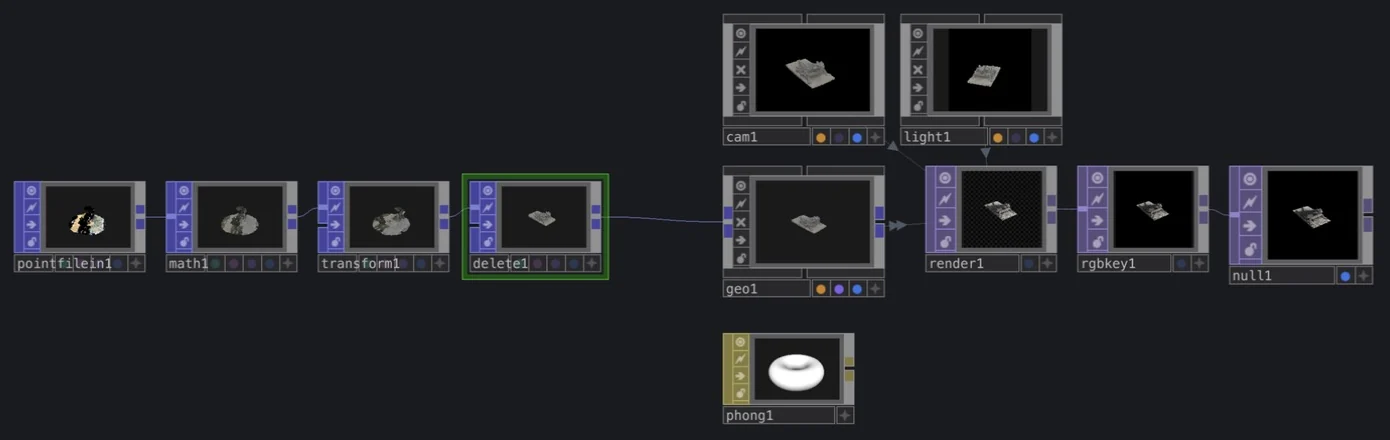 cam1
light1
pointfilein1
math1
transform1
delete1
geo1
render1
rgbkey1
null1
phong1